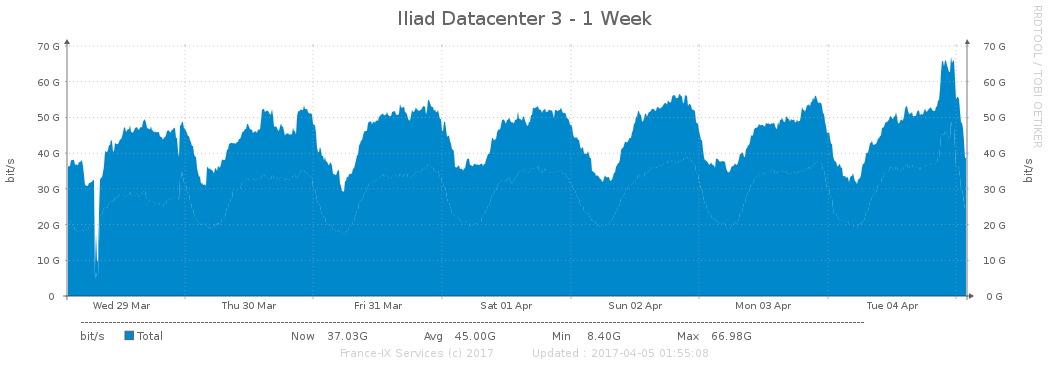 Iliad Datacenter 3 - 1 Week
RRDTOOL / TOBI OETIKER
70 G 70 G
60 G 60 G
50 G 50 G
40 G 40 G
30 G 30 G
20 G 20 G
10 G 10 G
0 0 G
bit/s bit/s
Wed 29 Mar Thu 30 Mar Fri 31 Mar Sat 01 Apr Sun 02 Apr Mon 03 Apr Tue 04 Apr
bit/s Total Now 37.03G Avg 45.00G Min 8.40G Max 66.98G
France-IX Services (c) 2017 Updated : 2017-04-05 01:55:08